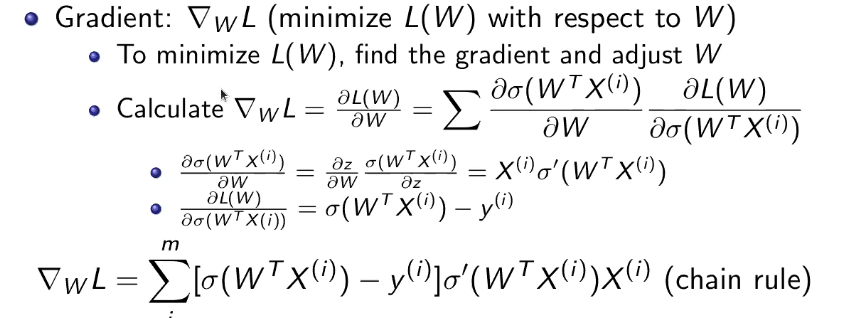 Gradient: ∇_W L (minimize L(W) with respect to W)
To minimize L(W), find the gradient and adjust W
Calculate ∇_W L = ∂L(W)/∂W = ∑ ∂σ(W^T X^(i))/∂W ∂L(W)/∂σ(W^T X^(i))
∂σ(W^T X^(i))/∂W = ∂z/∂W σ(W^T X^(i))/∂z = X^(i) σ′(W^T X^(i))
∂L(W)/∂σ(W^T X(i)) = σ(W^T X^(i)) − y^(i)
∇_W L = ∑_i^m [σ(W^T X^(i)) − y^(i)]σ′(W^T X^(i))X^(i) (chain rule)